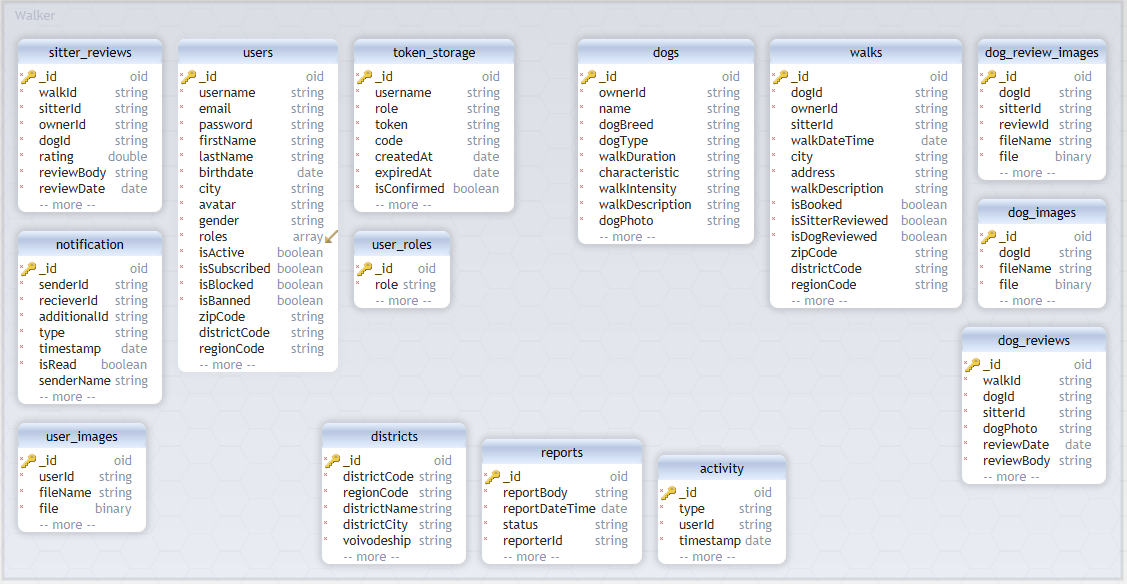 Walker
sitter_reviews
_id oid
walkId string
sitterId string
ownerId string
dogId string
rating double
reviewBody string
reviewDate date
-- more --
users
_id oid
username string
email string
password string
firstName string
lastName string
birthdate date
city string
avatar string
gender string
roles array
isActive boolean
isSubscribed boolean
isBlocked boolean
isBanned boolean
zipCode string
districtCode string
regionCode string
-- more --
token_storage
_id oid
username string
role string
token string
code string
createdAt date
expiredAt date
isConfirmed boolean
-- more --
dogs
_id oid
ownerId string
name string
dogBreed string
dogType string
walkDuration string
characteristic string
walkIntensity string
walkDescription string
dogPhoto string
-- more --
walks
_id oid
dogId string
ownerId string
sitterId string
walkDateTime date
city string
address string
walkDescription string
isBooked boolean
isSitterReviewed boolean
isDogReviewed boolean
zipCode string
districtCode string
regionCode string
-- more --
dog_review_images
_id oid
dogId string
sitterId string
reviewId string
fileName string
file binary
-- more --
notification
_id oid
senderId string
recieverId string
additionalId string
type string
timestamp date
isRead boolean
senderName string
-- more --
user_roles
_id oid
role string
-- more --
dog_images
_id oid
dogId string
fileName string
file binary
-- more --
dog_reviews
_id oid
walkId string
dogId string
sitterId string
dogPhoto string
reviewDate date
reviewBody string
-- more --
user_images
_id oid
userId string
fileName string
file binary
-- more --
districts
_id oid
districtCode string
regionCode string
districtName string
districtCity string
voivodeship string
-- more --
reports
_id oid
reportBody string
reportDateTime date
status string
reporterId string
-- more --
activity
_id oid
type string
userId string
timestamp date
-- more --